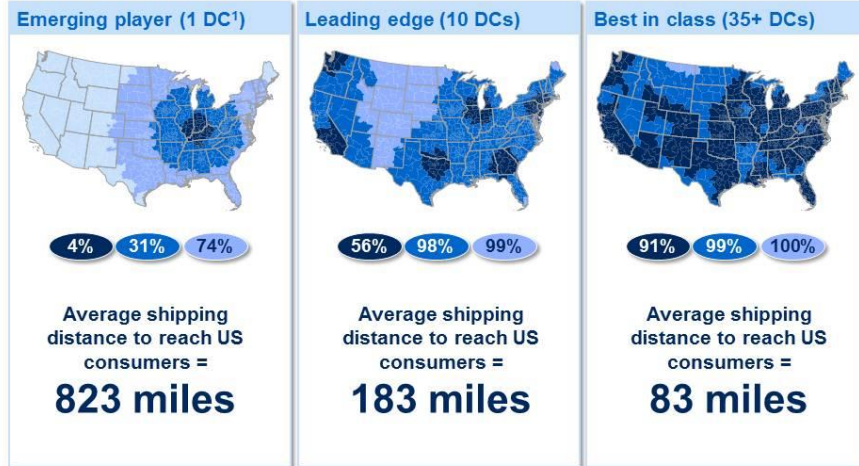 Emerging player (1 DC¹)
4% 31% 74%
Average shipping
distance to reach US
consumers =
823 miles
Leading edge (10 DCs)
56% 98% 99%
Average shipping
distance to reach US
consumers =
183 miles
Best in class (35+ DCs)
91% 99% 100%
Average shipping
distance to reach US
consumers =
83 miles